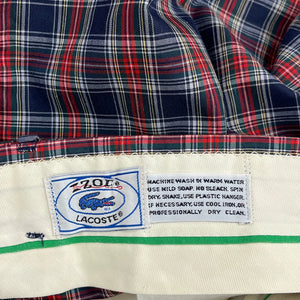 IZOD
LACOSTE®
MACHINE WASH IN WARM WATER
USE MILD SOAP. NO BLEACH. SPIN
DRY. SHAKE. USE PLASTIC HANGER.
IF NECESSARY, USE COOL IRON, OR
PROFESSIONALLY DRY CLEAN.